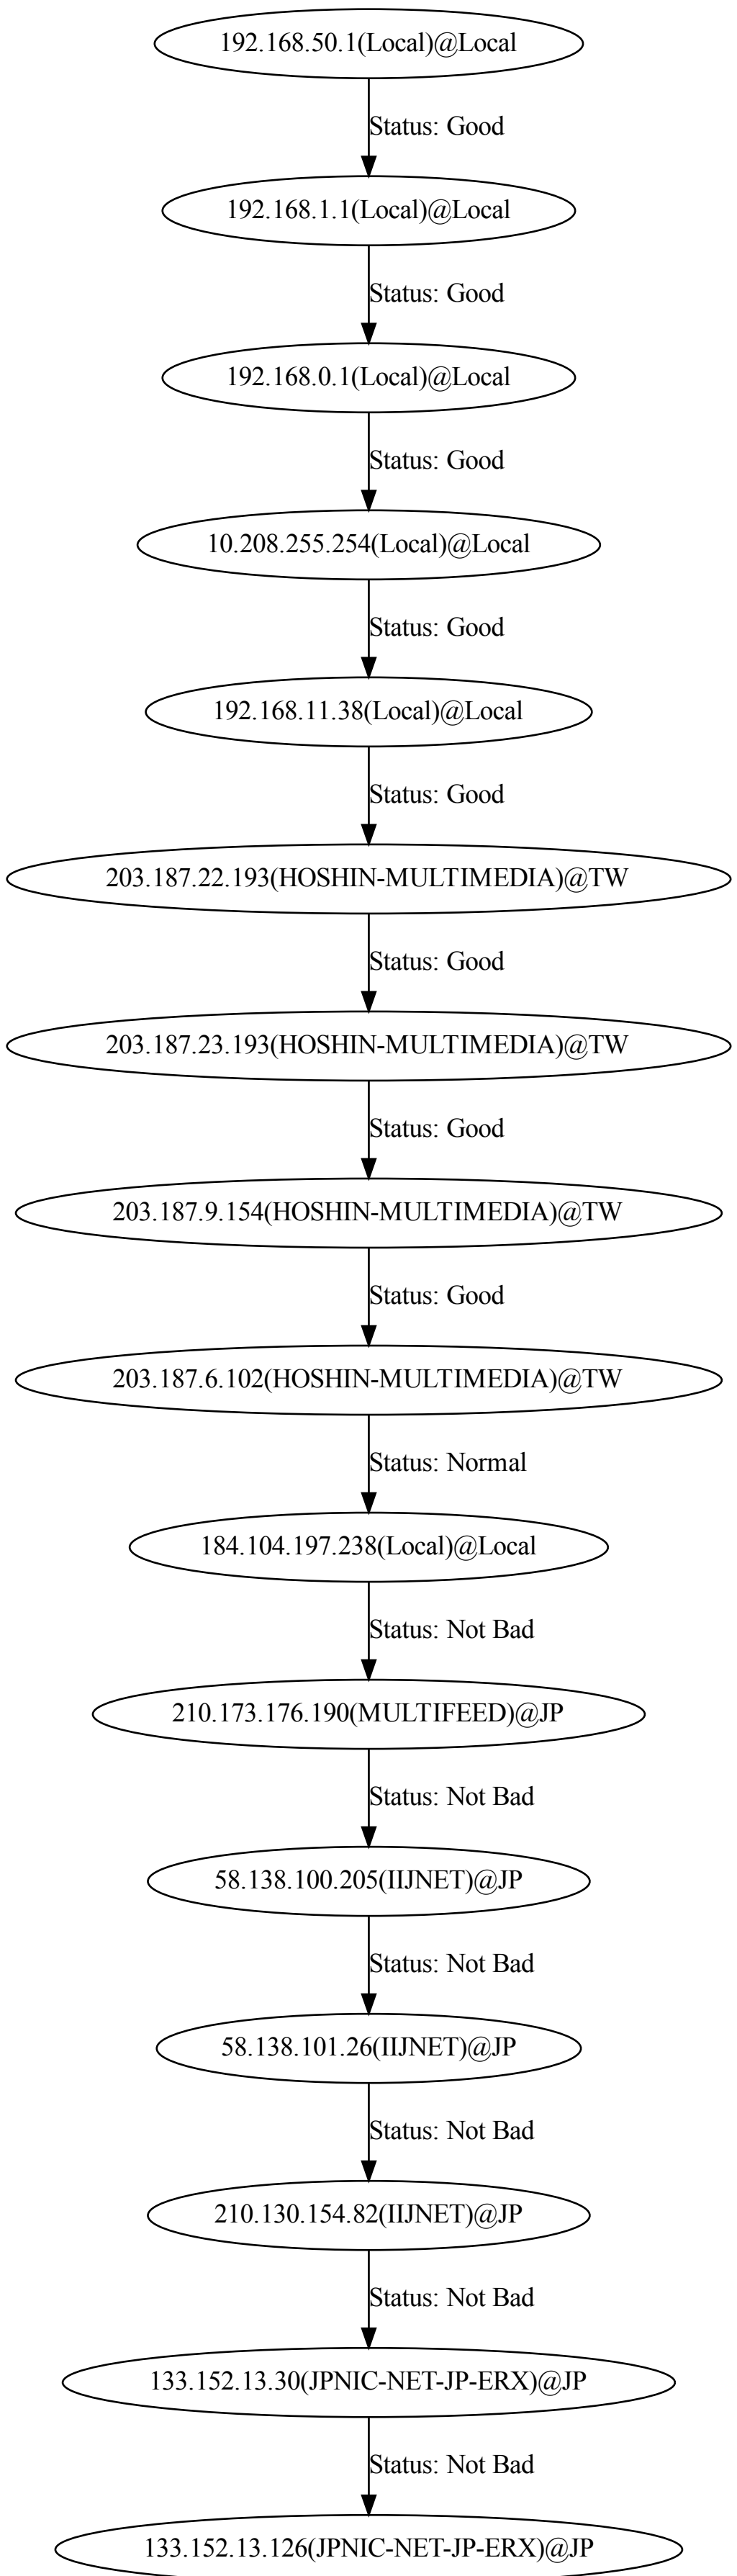 192.168.50.1(Local)@Local
Status: Good
192.168.1.1(Local)@Local
Status: Good
192.168.0.1(Local)@Local
Status: Good
10.208.255.254(Local)@Local
Status: Good
192.168.11.38(Local)@Local
Status: Good
203.187.22.193(HOSHIN-MULTIMEDIA)@TW
Status: Good
203.187.23.193(HOSHIN-MULTIMEDIA)@TW
Status: Good
203.187.9.154(HOSHIN-MULTIMEDIA)@TW
Status: Good
203.187.6.102(HOSHIN-MULTIMEDIA)@TW
Status: Normal
184.104.197.238(Local)@Local
Status: Not Bad
210.173.176.190(MULTIFEED)@JP
Status: Not Bad
58.138.100.205(IIJNET)@JP
Status: Not Bad
58.138.101.26(IIJNET)@JP
Status: Not Bad
210.130.154.82(IIJNET)@JP
Status: Not Bad
133.152.13.30(JPNIC-NET-JP-ERX)@JP
Status: Not Bad
133.152.13.126(JPNIC-NET-JP-ERX)@JP